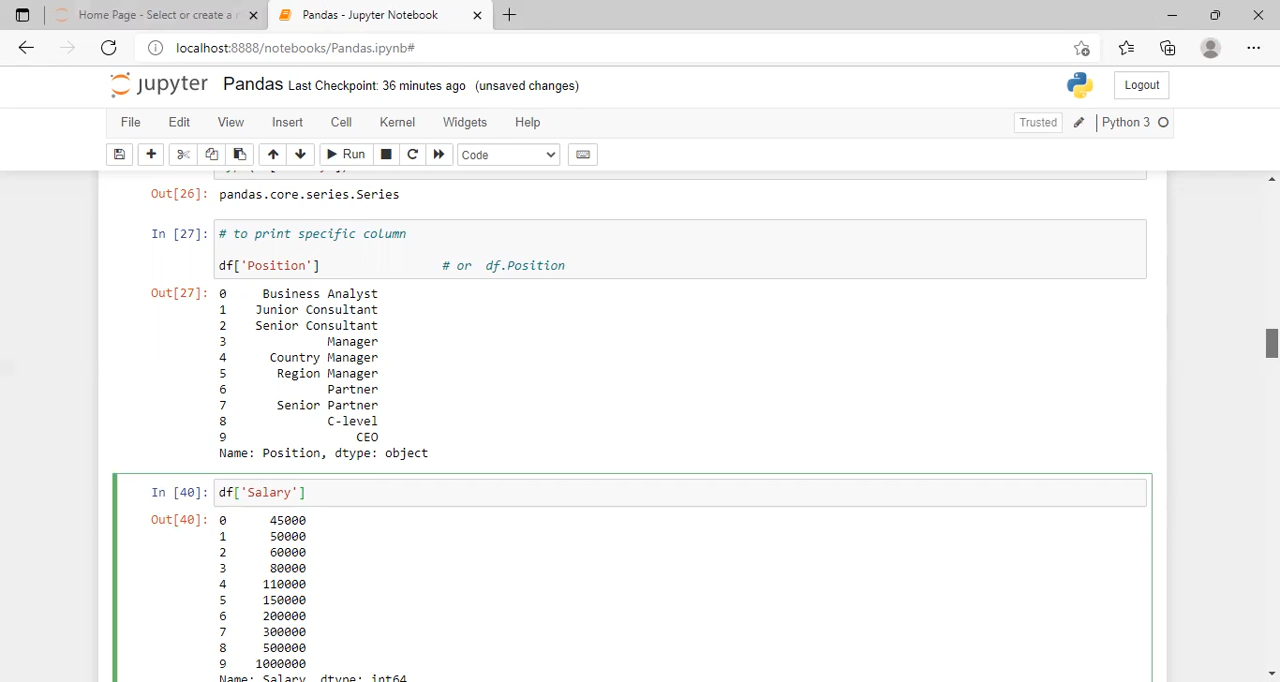 Home Page - Select or create a n
Pandas - Jupyter Notebook
localhost:8888/notebooks/Pandas.ipynb#
jupyter Pandas Last Checkpoint: 36 minutes ago (unsaved changes)
Logout
File Edit View Insert Cell Kernel Widgets Help
Trusted Python 3
Run Code
Out[26]: pandas.core.series.Series
In [27]: # to print specific column
df['Position'] # or df.Position
Out[27]: 0 Business Analyst
1 Junior Consultant
2 Senior Consultant
3 Manager
4 Country Manager
5 Region Manager
6 Partner
7 Senior Partner
8 C-level
9 CEO
Name: Position, dtype: object
In [40]: df['Salary']
Out[40]: 0 45000
1 50000
2 60000
3 80000
4 110000
5 150000
6 200000
7 300000
8 500000
9 1000000
Name: Salary, dtype: int64